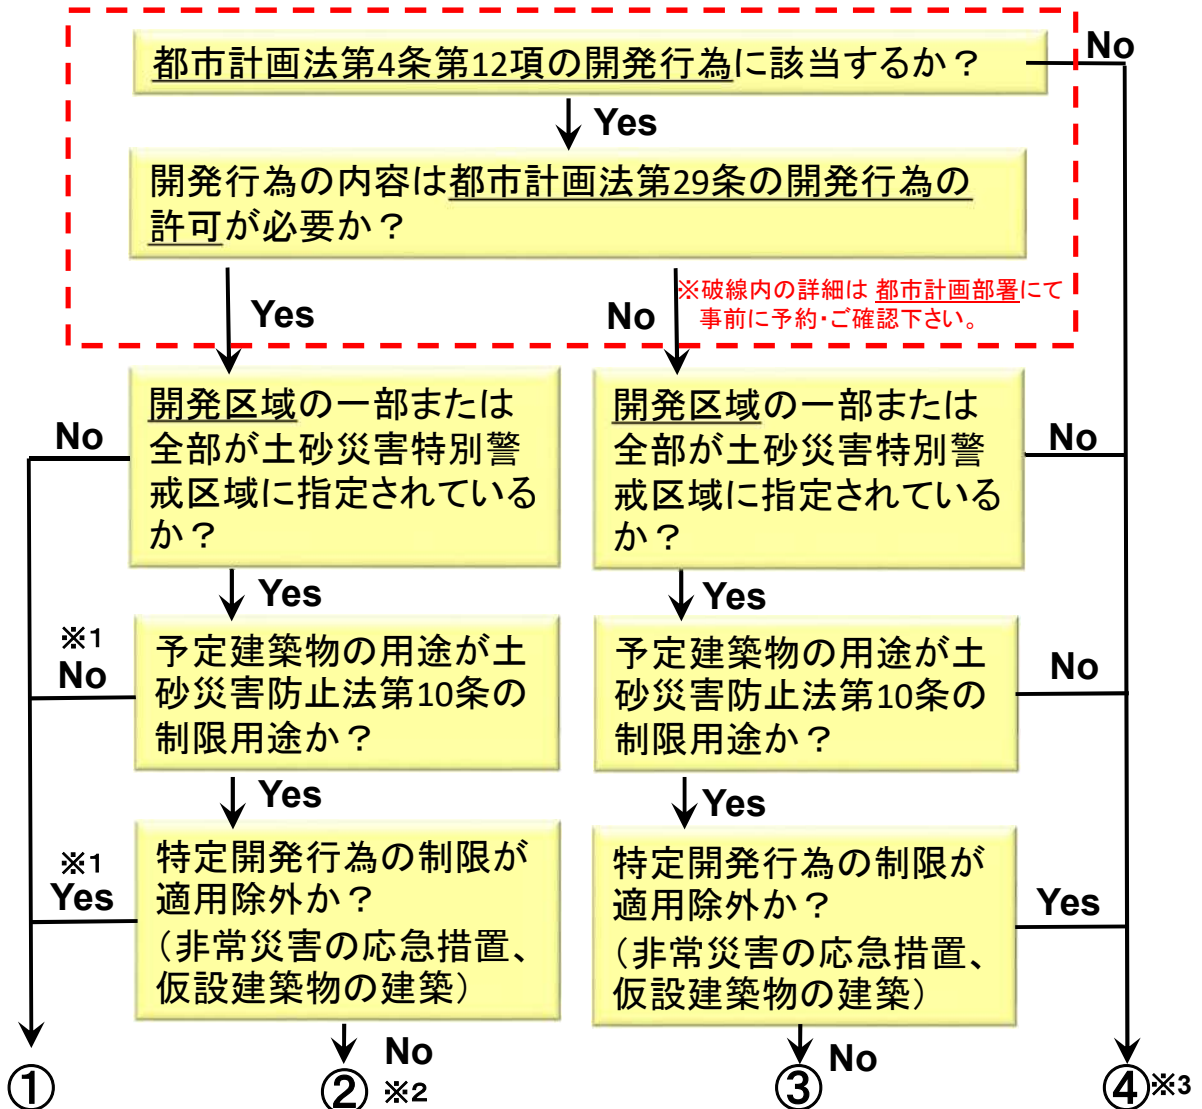 都市計画法第4条第12項の開発行為に該当するか？
No
Yes
開発行為の内容は都市計画法第29条の開発行為の
許可が必要か？
Yes
No
※破線内の詳細は 都市計画部署にて
事前に予約・ご確認下さい。
開発区域の一部または
全部が土砂災害特別警
戒区域に指定されている
か？
No
開発区域の一部または
全部が土砂災害特別警
戒区域に指定されている
か？
No
Yes
Yes
※1
No
予定建築物の用途が土
砂災害防止法第10条の
制限用途か？
予定建築物の用途が土
砂災害防止法第10条の
制限用途か？
No
Yes
Yes
※1
Yes
特定開発行為の制限が
適用除外か？
（非常災害の応急措置、
仮設建築物の建築）
特定開発行為の制限が
適用除外か？
（非常災害の応急措置、
仮設建築物の建築）
Yes
No
No
①
②※2
③
④※3